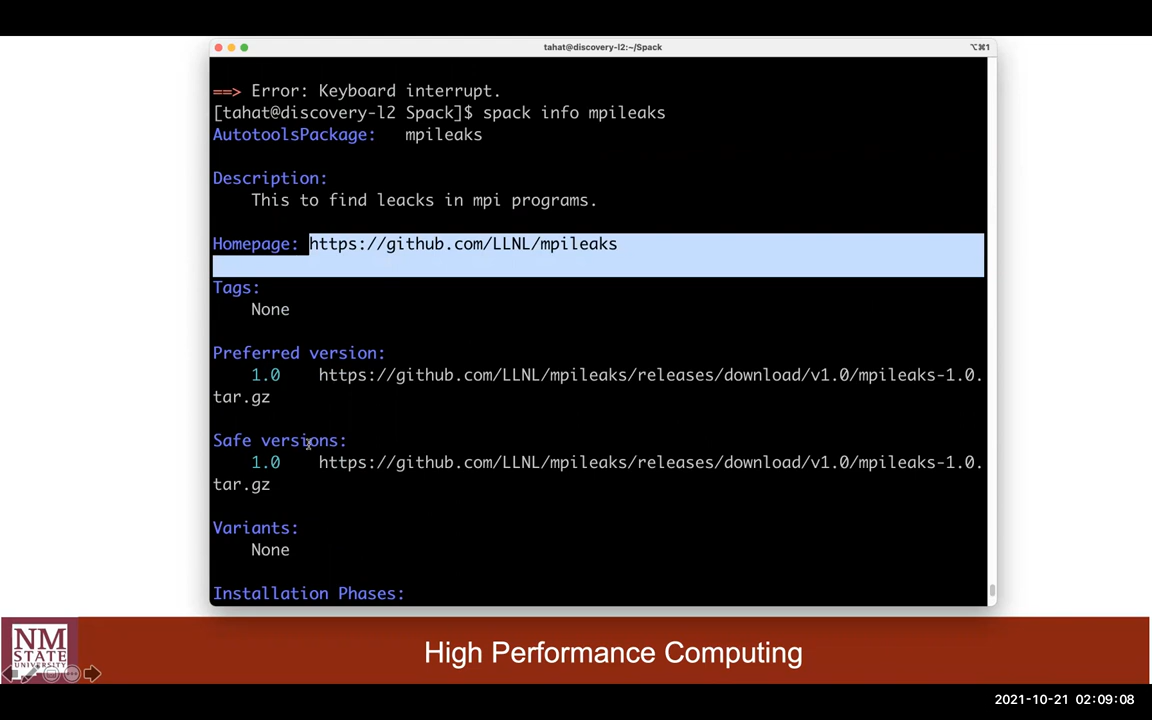 tahat@discovery-l2:~/Spack
⌥⌘1
==> Error: Keyboard interrupt.
[tahat@discovery-l2 Spack]$ spack info mpileaks
AutotoolsPackage:   mpileaks
Description:
This to find leacks in mpi programs.
Homepage: https://github.com/LLNL/mpileaks
Tags:
None
Preferred version:
1.0    https://github.com/LLNL/mpileaks/releases/download/v1.0/mpileaks-1.0.
tar.gz
Safe versions:
1.0    https://github.com/LLNL/mpileaks/releases/download/v1.0/mpileaks-1.0.
tar.gz
Variants:
None
Installation Phases:
NM
STATE
UNIVERSITY
High Performance Computing
2021-10-21 02:09:08